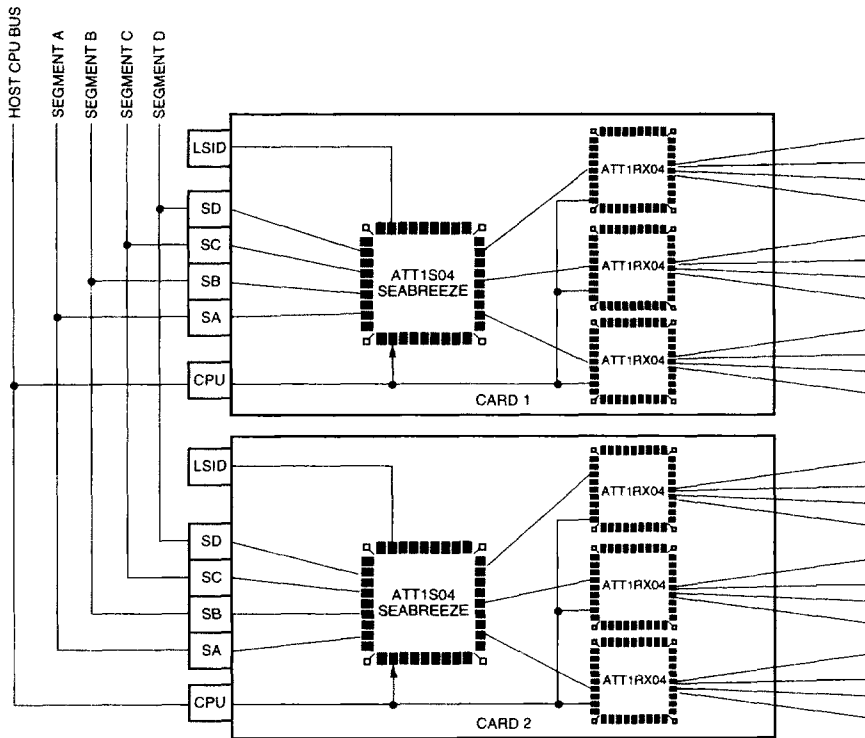 HOST CPU BUS
SEGMENT A
SEGMENT B
SEGMENT C
SEGMENT D
LSID
SD
SC
SB
SA
CPU
ATT1S04
SEABREEZE
ATT1RX04
ATT1RX04
ATT1RX04
CARD 1
LSID
SD
SC
SB
SA
CPU
ATT1S04
SEABREEZE
ATT1RX04
ATT1RX04
ATT1RX04
CARD 2